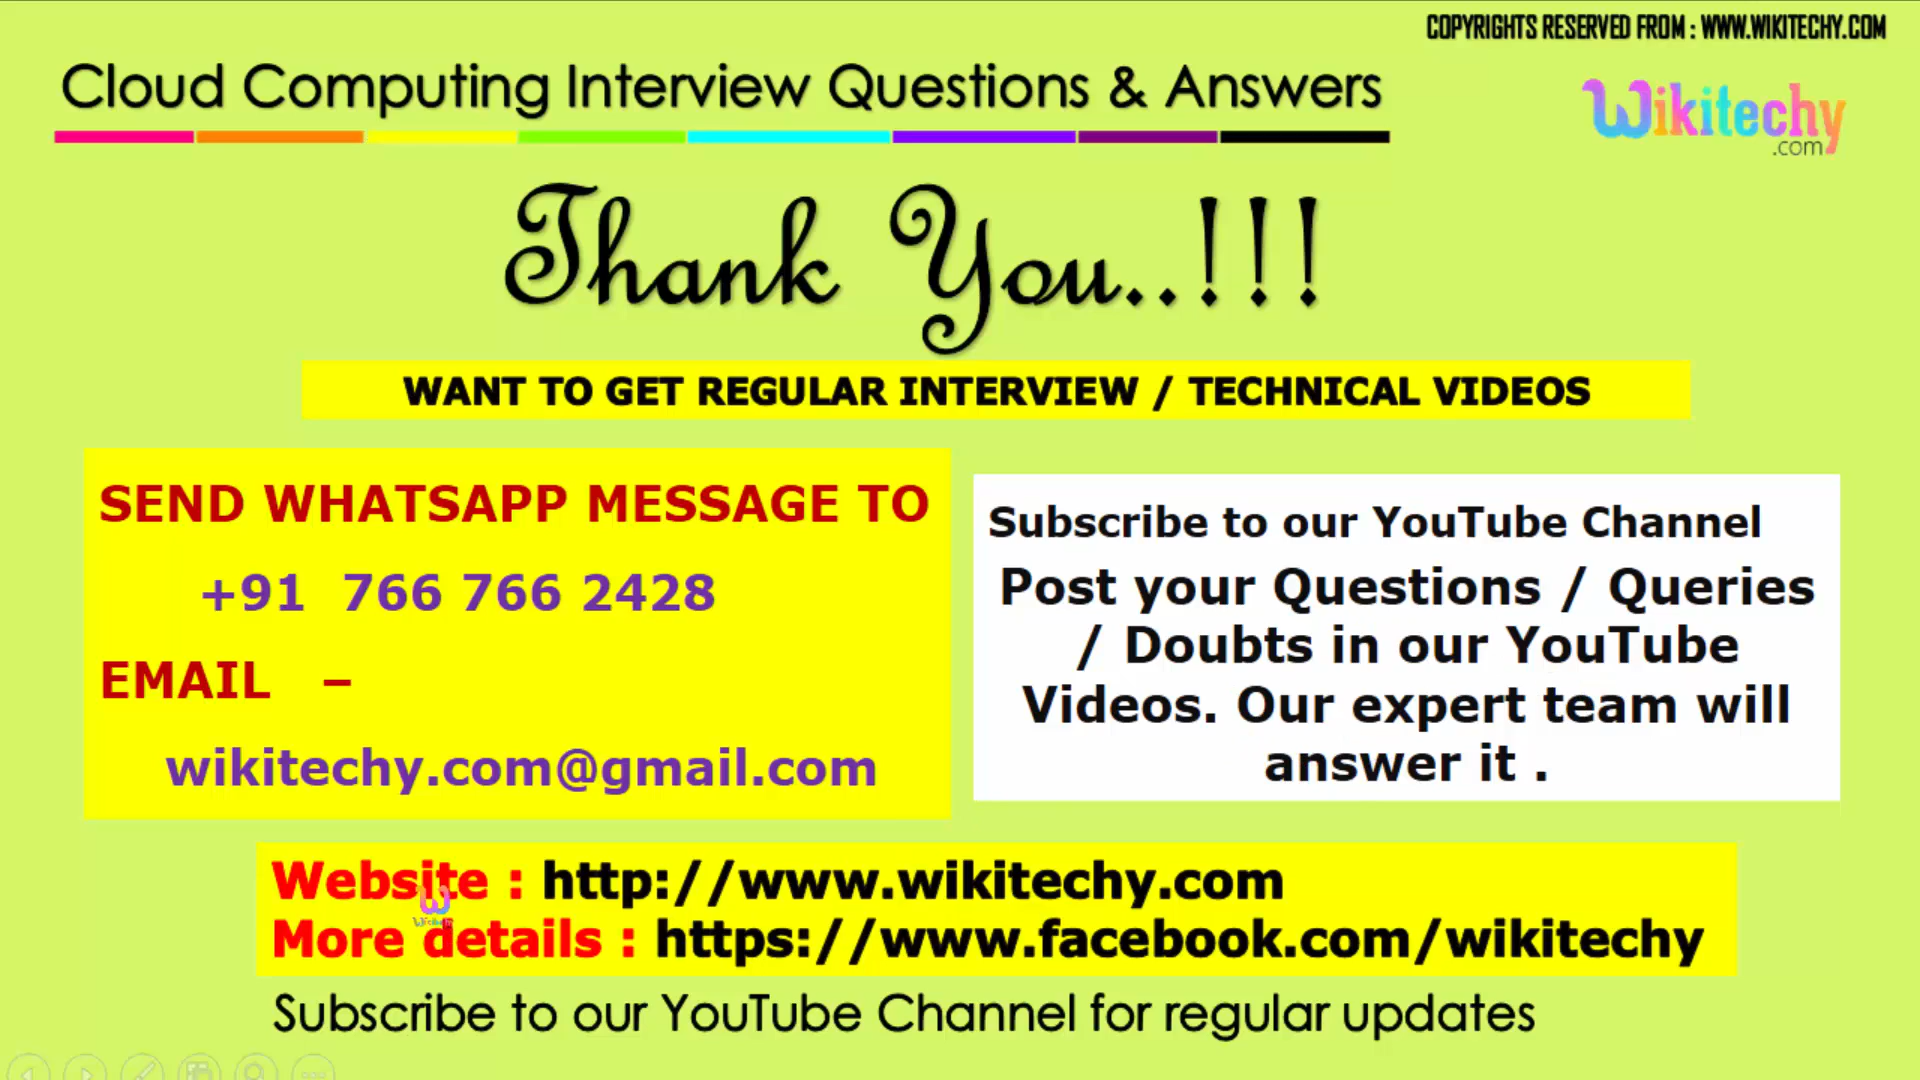 COPYRIGHTS RESERVED FROM : WWW.WIKITECHY.COM
Cloud Computing Interview Questions & Answers
Wikitechy
.com
Thank You..!!!
WANT TO GET REGULAR INTERVIEW / TECHNICAL VIDEOS
SEND WHATSAPP MESSAGE TO
+91 766 766 2428
EMAIL –
wikitechy.com@gmail.com
Subscribe to our YouTube Channel
Post your Questions / Queries
/ Doubts in our YouTube
Videos. Our expert team will
answer it .
Website : http://www.wikitechy.com
More details : https://www.facebook.com/wikitechy
Subscribe to our YouTube Channel for regular updates